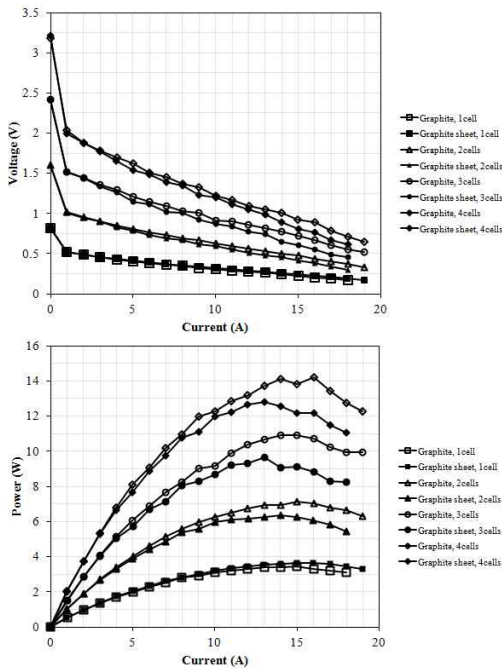 3.5
3
2.5
2
1.5
1
0.5
0
Voltage (V)
0
5
10
15
20
Current (A)
Graphite, 1cell
Graphite sheet, 1cell
Graphite, 2cells
Graphite sheet, 2cells
Graphite, 3cells
Graphite sheet, 3cells
Graphite, 4cells
Graphite sheet, 4cells
16
14
12
10
8
6
4
2
0
Power (W)
0
5
10
15
20
Current (A)
Graphite, 1cell
Graphite sheet, 1cell
Graphite, 2cells
Graphite sheet, 2cells
Graphite, 3cells
Graphite sheet, 3cells
Graphite, 4cells
Graphite sheet, 4cells